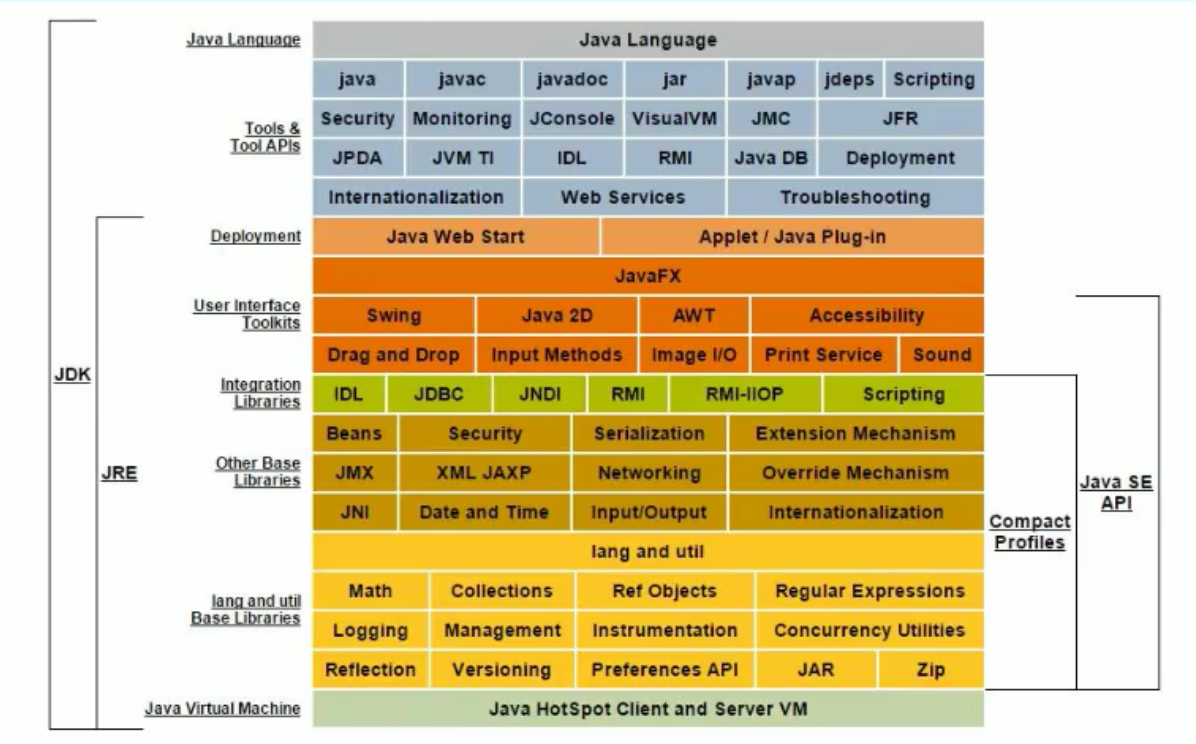 Java Language Java Language
java javac javadoc jar javap jdeps Scripting
Security Monitoring JConsole VisualVM JMC JFR
Tools &
Tool APIs
JPDA JVM TI IDL RMI Java DB Deployment
Internationalization Web Services Troubleshooting
Deployment Java Web Start Applet / Java Plug-in
JavaFX
User Interface
Toolkits
Swing Java 2D AWT Accessibility
Drag and Drop Input Methods Image I/O Print Service Sound
JDK
Integration
Libraries
IDL JDBC JNDI RMI RMI-IIOP Scripting
Beans Security Serialization Extension Mechanism
JRE
Other Base
Libraries
JMX XML JAXP Networking Override Mechanism
Java SE
API
JNI Date and Time Input/Output Internationalization
Compact
Profiles
lang and util
Math Collections Ref Objects Regular Expressions
lang and util
Base Libraries
Logging Management Instrumentation Concurrency Utilities
Reflection Versioning Preferences API JAR Zip
Java Virtual Machine Java HotSpot Client and Server VM